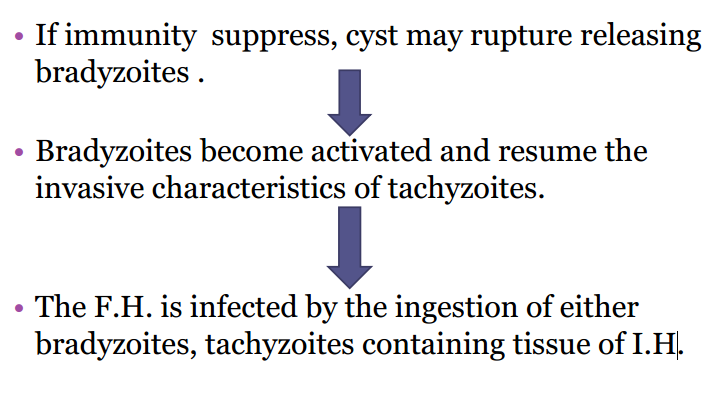 • If immunity suppress, cyst may rupture releasing
bradyzoites .
• Bradyzoites become activated and resume the
invasive characteristics of tachyzoites.
• The F.H. is infected by the ingestion of either
bradyzoites, tachyzoites containing tissue of I.H.